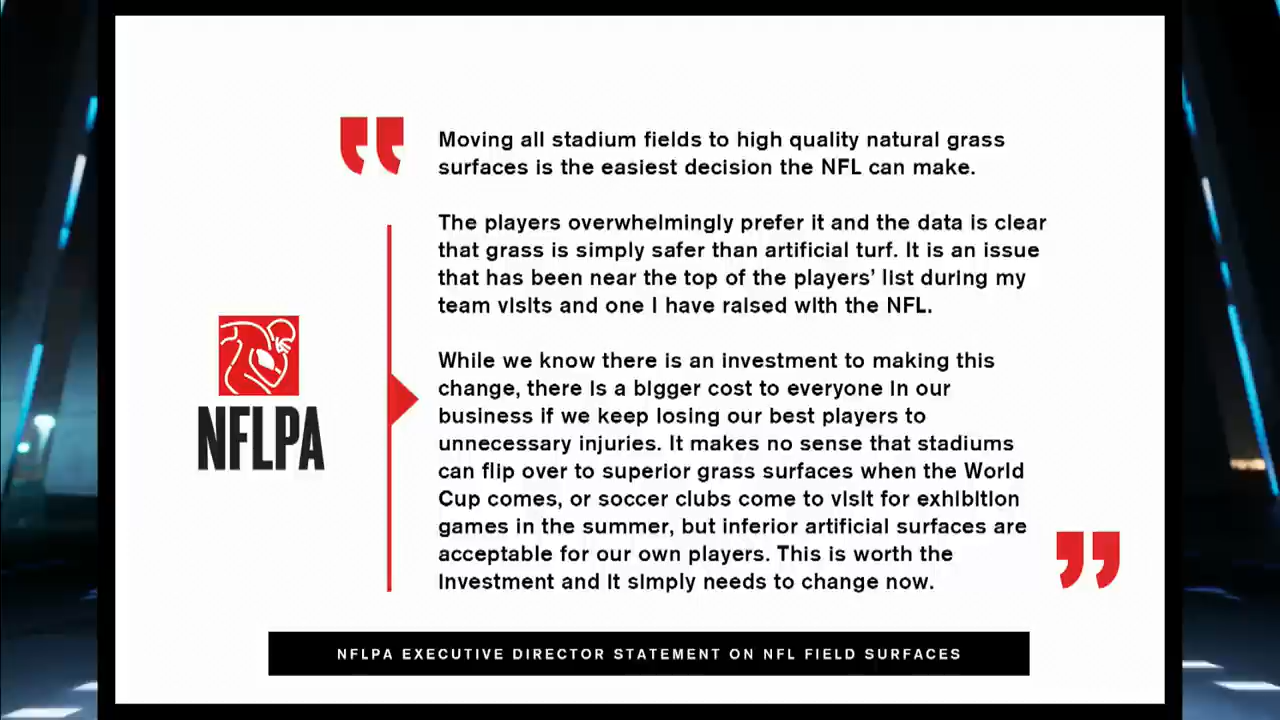 Moving all stadium fields to high quality natural grass
surfaces is the easiest decision the NFL can make.
The players overwhelmingly prefer it and the data is clear
that grass is simply safer than artificial turf. It is an issue
that has been near the top of the players' list during my
team visits and one I have raised with the NFL.
While we know there is an investment to making this
change, there is a bigger cost to everyone in our
business if we keep losing our best players to
unnecessary injuries. It makes no sense that stadiums
can flip over to superior grass surfaces when the World
Cup comes, or soccer clubs come to visit for exhibition
games in the summer, but inferior artificial surfaces are
acceptable for our own players. This is worth the
investment and it simply needs to change now.
NFLPA
NFLPA EXECUTIVE DIRECTOR STATEMENT ON NFL FIELD SURFACES